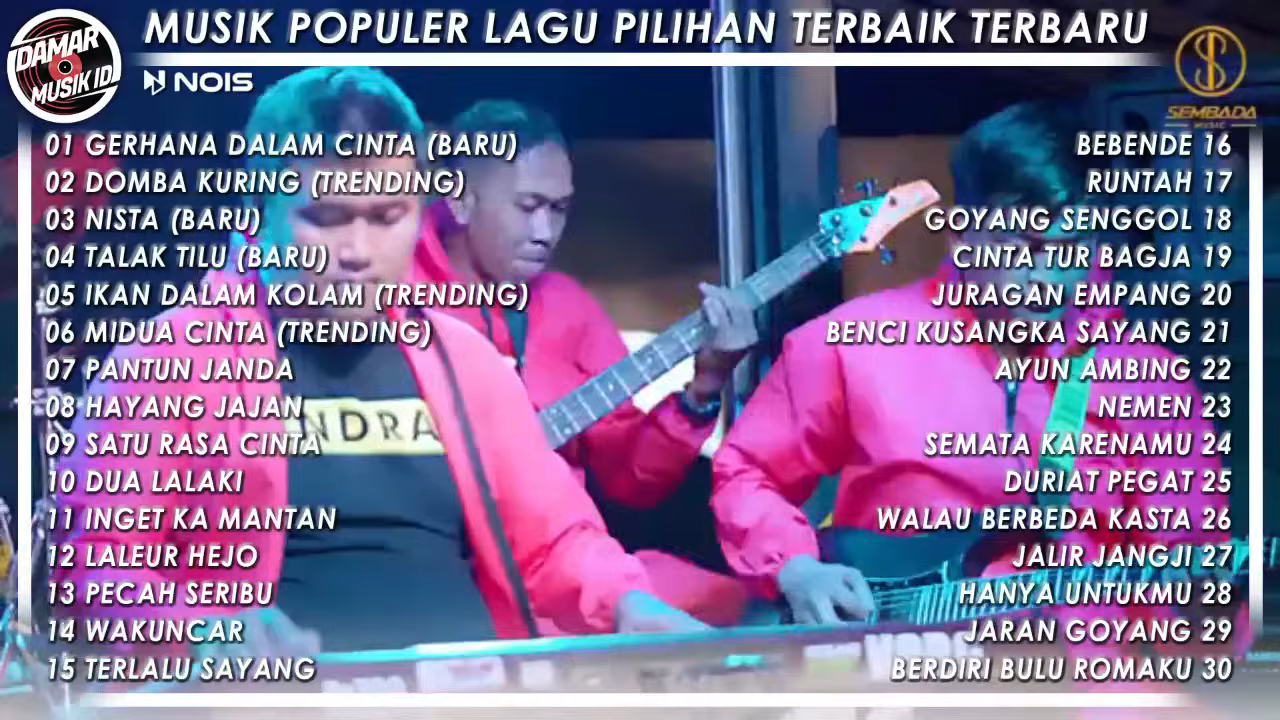 DAMAR
MUSIK ID
MUSIK POPULER LAGU PILIHAN TERBAIK TERBARU
NOIS
SEMBADA
MUSIC
01 GERHANA DALAM CINTA (BARU)
02 DOMBA KURING (TRENDING)
03 NISTA (BARU)
04 TALAK TILU (BARU)
05 IKAN DALAM KOLAM (TRENDING)
06 MIDUA CINTA (TRENDING)
07 PANTUN JANDA
08 HAYANG JAJAN
09 SATU RASA CINTA
10 DUA LALAKI
11 INGET KA MANTAN
12 LALEUR HEJO
13 PECAH SERIBU
14 WAKUNCAR
15 TERLALU SAYANG
BEBENDE 16
RUNTAH 17
GOYANG SENGGOL 18
CINTA TUR BAGJA 19
JURAGAN EMPANG 20
BENCI KUSANGKA SAYANG 21
AYUN AMBING 22
NEMEN 23
SEMATA KARENAMU 24
DURIAT PEGAT 25
WALAU BERBEDA KASTA 26
JALIR JANGJI 27
HANYA UNTUKMU 28
JARAN GOYANG 29
BERDIRI BULU ROMAKU 30